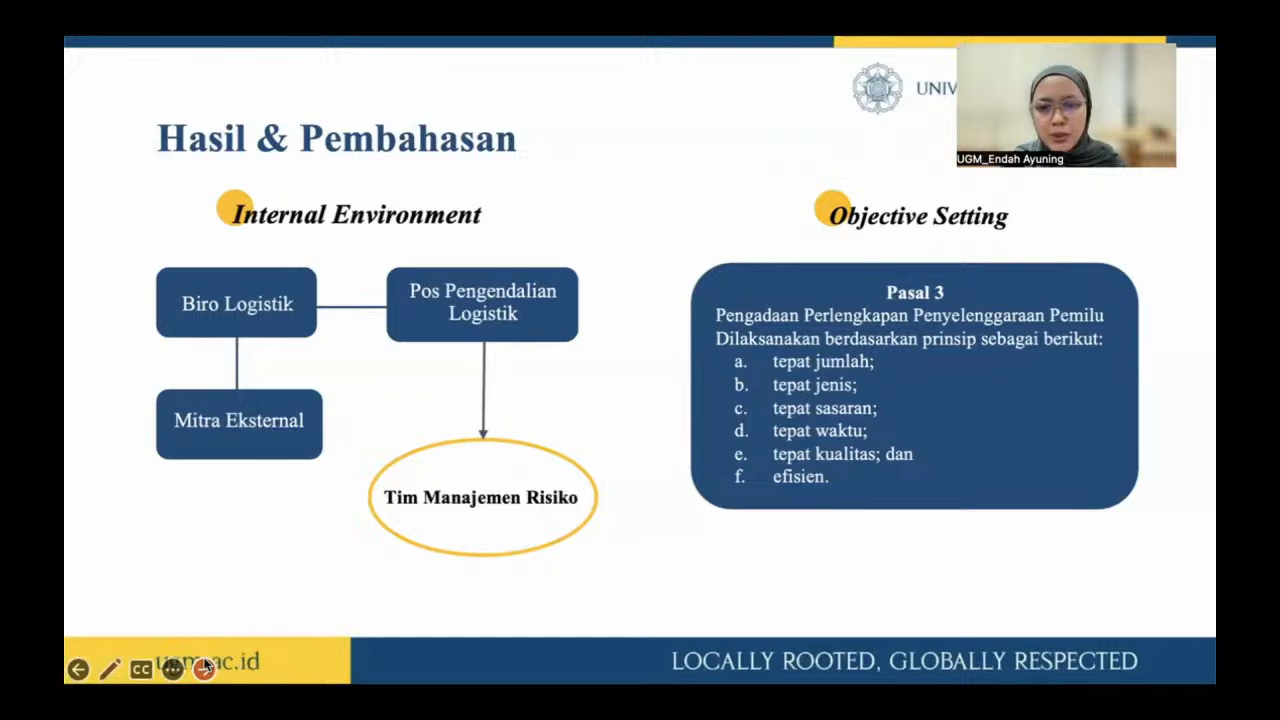 UNIV
UGM_Endah Ayuning
Hasil & Pembahasan
Internal Environment
Biro Logistik
Pos Pengendalian
Logistik
Mitra Eksternal
Tim Manajemen Risiko
Objective Setting
Pasal 3
Pengadaan Perlengkapan Penyelenggaraan Pemilu
Dilaksanakan berdasarkan prinsip sebagai berikut:
a. tepat jumlah;
b. tepat jenis;
c. tepat sasaran;
d. tepat waktu;
e. tepat kualitas; dan
f. efisien.
CC
ugm.ac.id
LOCALLY ROOTED, GLOBALLY RESPECTED